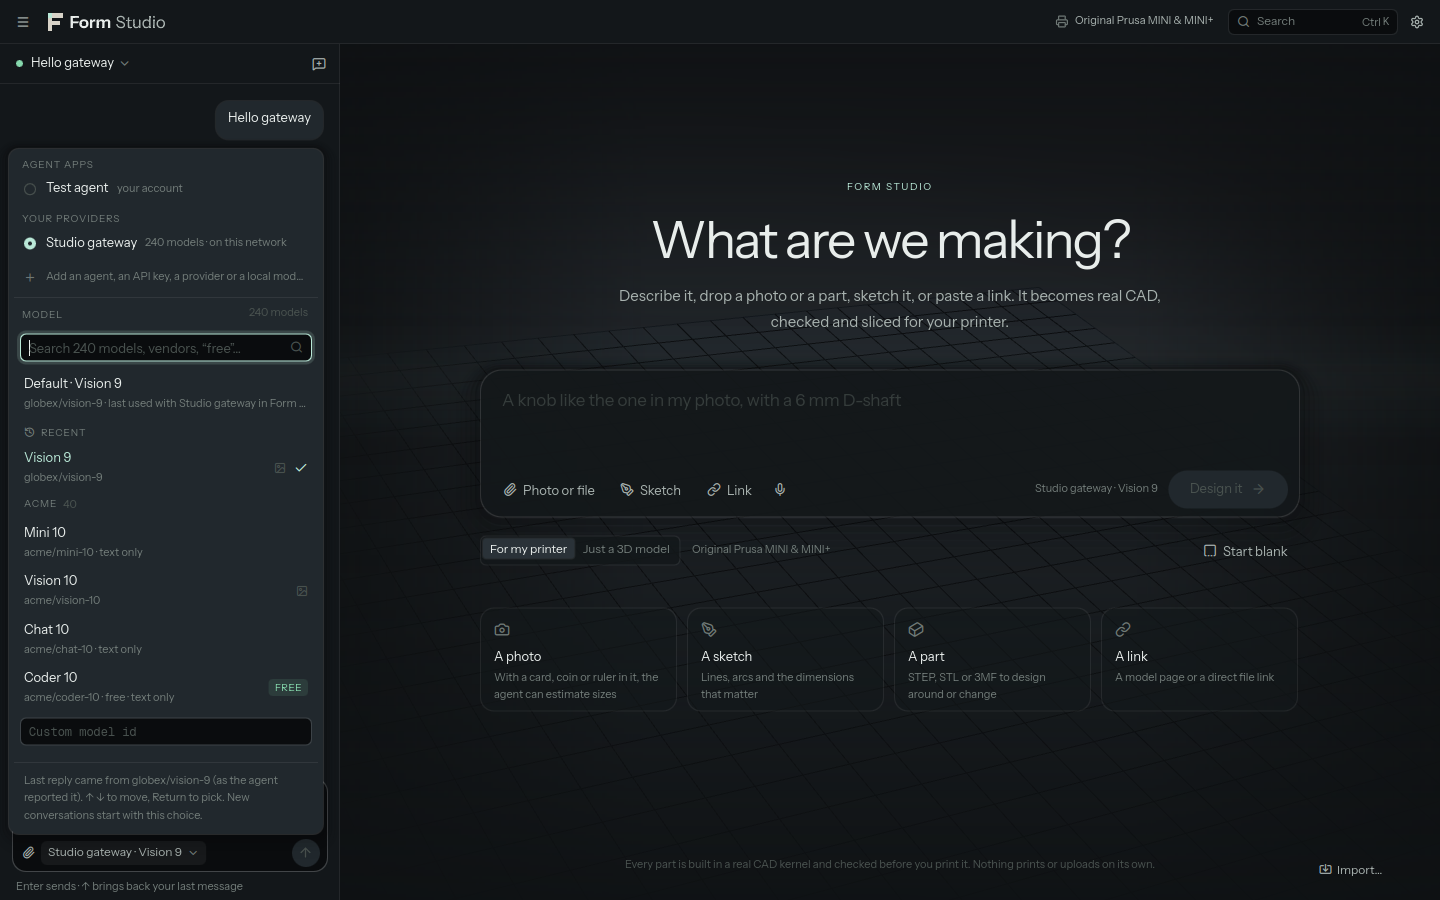 Form Studio
Original Prusa MINI & MINI+
Search
Ctrl K
Hello gateway
Hello gateway
AGENT APPS
Test agent your account
YOUR PROVIDERS
Studio gateway 240 models · on this network
Add an agent, an API key, a provider or a local mod...
MODEL
240 models
Search 240 models, vendors, “free”...
Default · Vision 9
globex/vision-9 · last used with Studio gateway in Form ...
RECENT
Vision 9
globex/vision-9
ACME 40
Mini 10
acme/mini-10 · text only
Vision 10
acme/vision-10
Chat 10
acme/chat-10 · text only
Coder 10
acme/coder-10 · free · text only
FREE
Custom model id
Last reply came from globex/vision-9 (as the agent
reported it). ↑ ↓ to move, Return to pick. New
conversations start with this choice.
Studio gateway · Vision 9
Enter sends · ↑ brings back your last message
FORM STUDIO
What are we making?
Describe it, drop a photo or a part, sketch it, or paste a link. It becomes real CAD,
checked and sliced for your printer.
A knob like the one in my photo, with a 6 mm D-shaft
Photo or file
Sketch
Link
Studio gateway · Vision 9
Design it
For my printer
Just a 3D model
Original Prusa MINI & MINI+
Start blank
A photo
With a card, coin or ruler in it, the
agent can estimate sizes
A sketch
Lines, arcs and the dimensions
that matter
A part
STEP, STL or 3MF to design
around or change
A link
A model page or a direct file link
Every part is built in a real CAD kernel and checked before you print it. Nothing prints or uploads on its own.
Import...